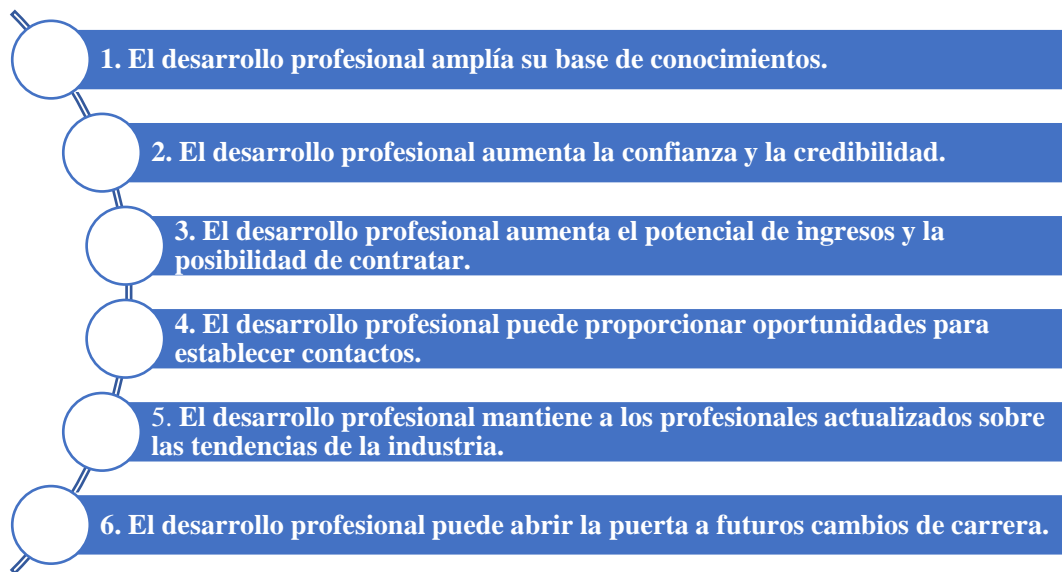 1. El desarrollo profesional amplía su base de conocimientos.
2. El desarrollo profesional aumenta la confianza y la credibilidad.
3. El desarrollo profesional aumenta el potencial de ingresos y la
posibilidad de contratar.
4. El desarrollo profesional puede proporcionar oportunidades para
establecer contactos.
5. El desarrollo profesional mantiene a los profesionales actualizados sobre
las tendencias de la industria.
6. El desarrollo profesional puede abrir la puerta a futuros cambios de carrera.